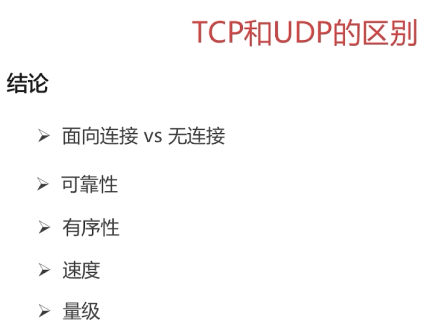 TCP和UDP的区别
结论
➢ 面向连接 vs 无连接
➢ 可靠性
➢ 有序性
➢ 速度
➢ 量级